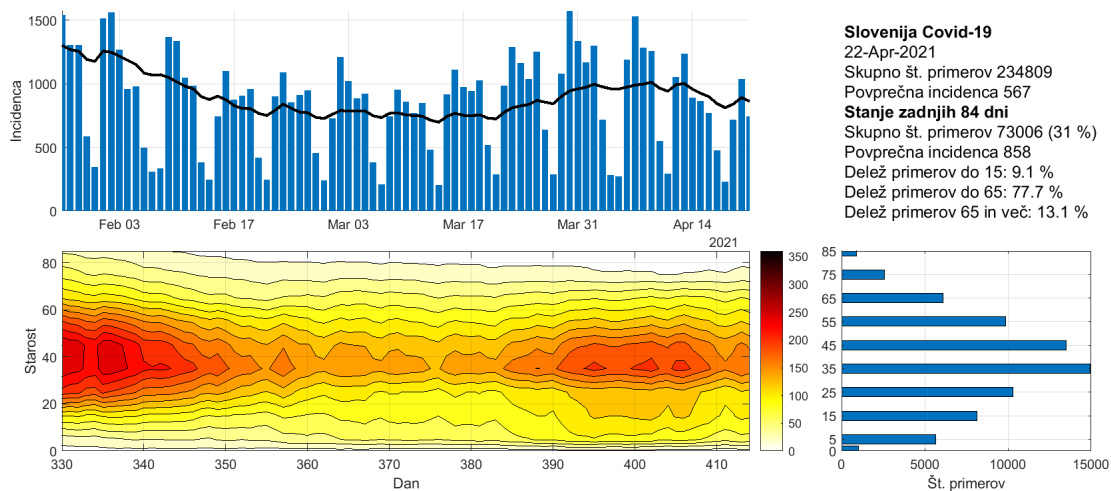 1500
1000
500
0
Incidenca
Feb 03
Feb 17
Mar 03
Mar 17
Mar 31
Apr 14
2021
Slovenija Covid-19
22-Apr-2021
Skupno št. primerov 234809
Povprečna incidenca 567
Stanje zadnjih 84 dni
Skupno št. primerov 73006 (31 %)
Povprečna incidenca 858
Delež primerov do 15: 9.1 %
Delež primerov do 65: 77.7 %
Delež primerov 65 in več: 13.1 %
80
60
40
20
0
Starost
330
340
350
360
370
380
390
400
410
Dan
350
300
250
200
150
100
50
0
85
75
65
55
45
35
25
15
5
0
0
5000
10000
15000
Št. primerov